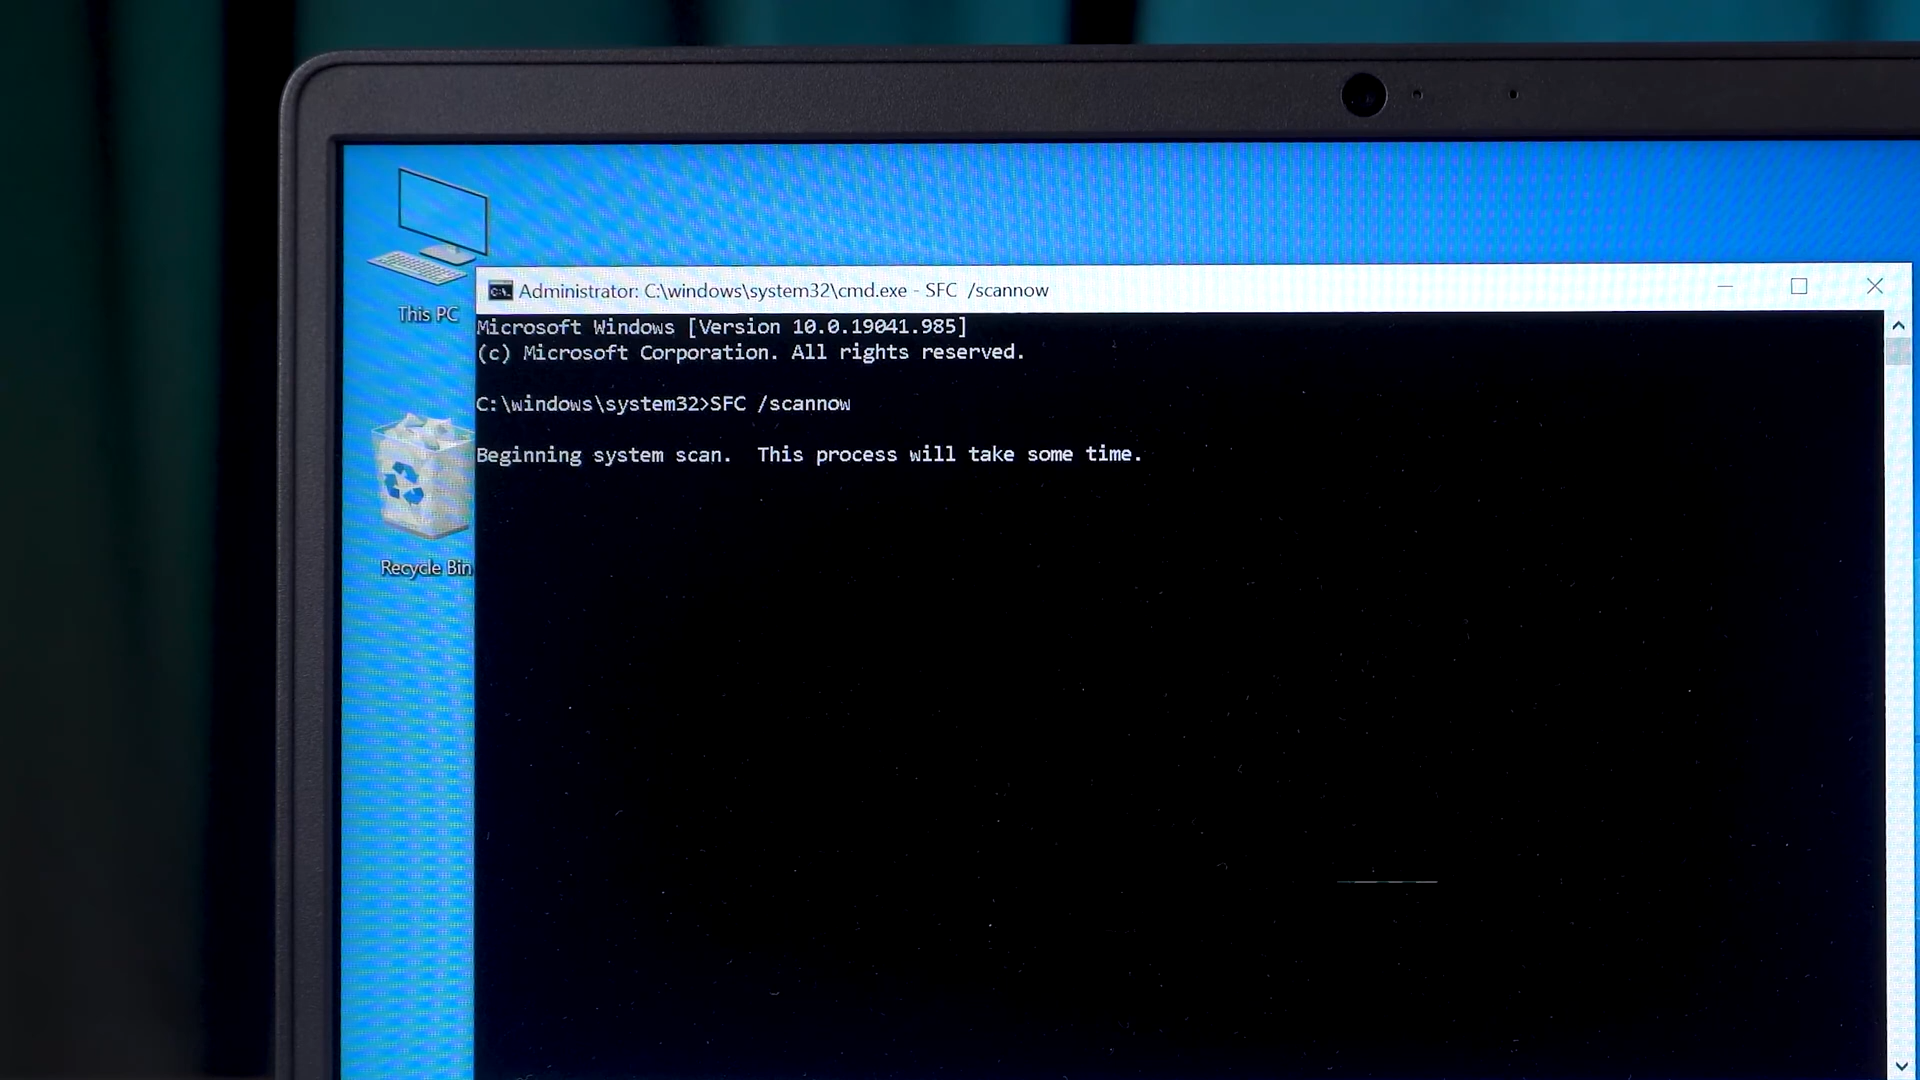 This PC
Recycle Bin
Administrator: C:\windows\system32\cmd.exe - SFC  /scannow
Microsoft Windows [Version 10.0.19041.985]
(c) Microsoft Corporation. All rights reserved.
C:\windows\system32>SFC /scannow
Beginning system scan.  This process will take some time.